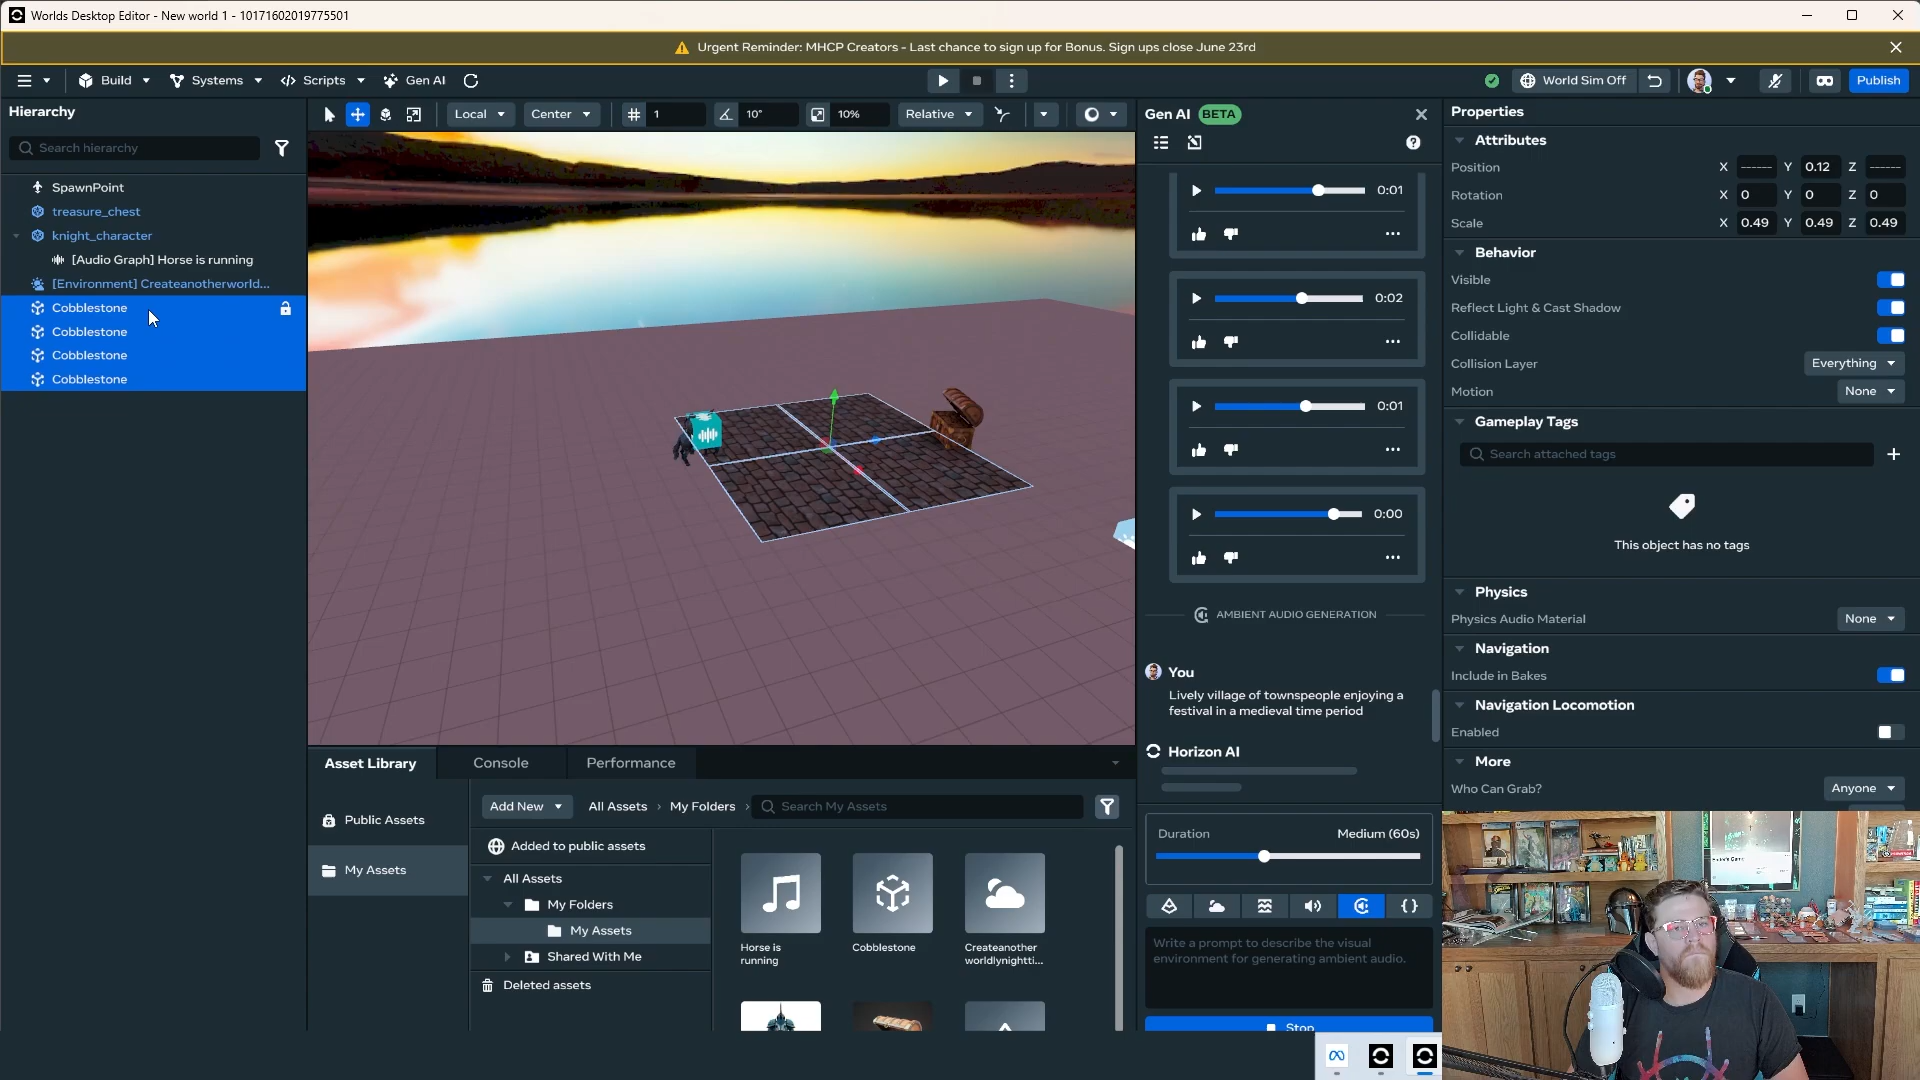 Worlds Desktop Editor - New world 1 - 10171602019775501
Urgent Reminder: MHCP Creators - Last chance to sign up for Bonus. Sign ups close June 23rd
Build
Systems
Scripts
Gen AI
World Sim Off
Publish
Hierarchy
Search hierarchy
SpawnPoint
treasure_chest
knight_character
[Audio Graph] Horse is running
[Environment] Createanotherworld...
Cobblestone
Cobblestone
Cobblestone
Cobblestone
Local
Center
1
10°
10%
Relative
Gen AI BETA
0:01
0:02
0:01
0:00
AMBIENT AUDIO GENERATION
You
Lively village of townspeople enjoying a
festival in a medieval time period
Horizon AI
Duration Medium (60s)
Write a prompt to describe the visual
environment for generating ambient audio.
Stop
Properties
Attributes
Position X ------ Y 0.12 Z ------
Rotation X 0 Y 0 Z 0
Scale X 0.49 Y 0.49 Z 0.49
Behavior
Visible
Reflect Light & Cast Shadow
Collidable
Collision Layer Everything
Motion None
Gameplay Tags
Search attached tags
This object has no tags
Physics
Physics Audio Material None
Navigation
Include in Bakes
Navigation Locomotion
Enabled
More
Who Can Grab? Anyone
Asset Library
Console
Performance
Public Assets
My Assets
Add New
All Assets > My Folders >
Search My Assets
Added to public assets
All Assets
My Folders
My Assets
Shared With Me
Deleted assets
Horse is
running
Cobblestone
Createanother
worldlynightti...